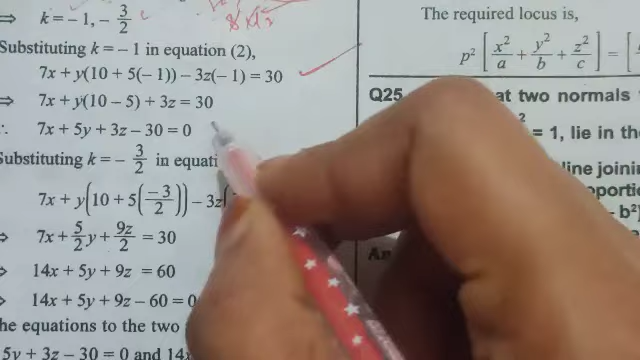 ⇒ k = – 1, – 3/2
Substituting k = – 1 in equation (2),
7x + y(10 + 5(–1)) – 3z(–1) = 30
⇒ 7x + y(10 – 5) + 3z = 30
∴ 7x + 5y + 3z – 30 = 0
Substituting k = – 3/2 in equati
7x + y(10 + 5(–3/2)) – 3z(
⇒ 7x + 5/2 y + 9z/2 = 30
⇒ 14x + 5y + 9z = 60
⇒ 14x + 5y + 9z – 60 = 0
he equations to the two
5y + 3z – 30 = 0 and 14x
The required locus is,
p² [x²/a + y²/b + z²/c] = [
Q25. at two normals
= 1, lie in the
line joini
oportio
– b²)
An